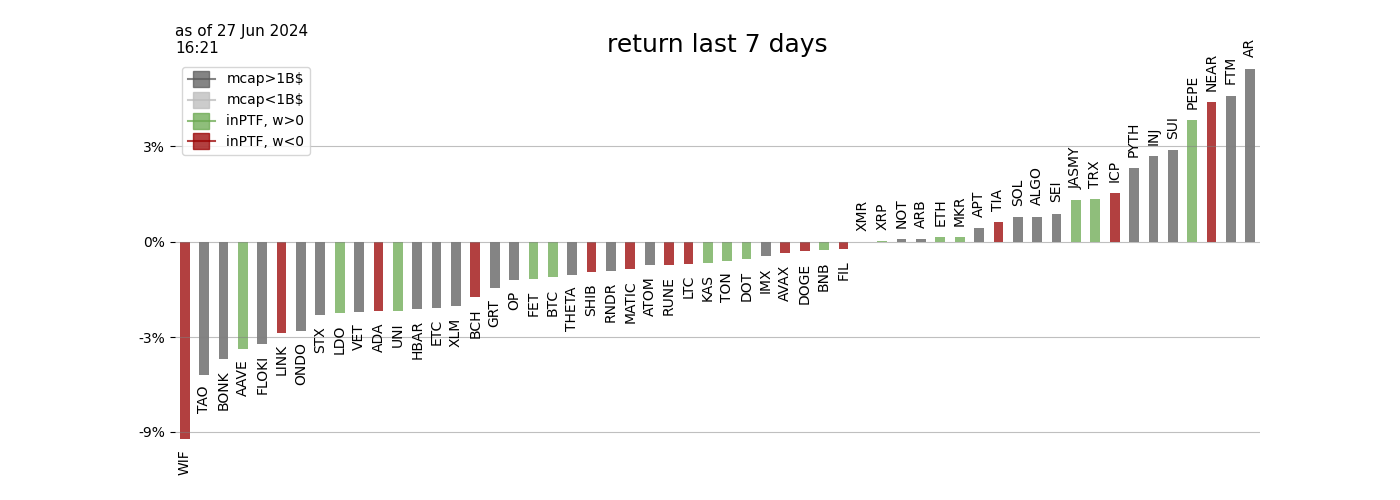 as of 27 Jun 2024
16:21
return last 7 days
mcap>1B$
mcap<1B$
inPTF, w>0
inPTF, w<0
3%
0%
-3%
-9%
WIF
TAO
BONK
AAVE
FLOKI
LINK
ONDO
STX
LDO
VET
ADA
UNI
HBAR
ETC
XLM
BCH
GRT
OP
FET
BTC
THETA
SHIB
RNDR
MATIC
ATOM
RUNE
LTC
KAS
TON
DOT
IMX
AVAX
DOGE
BNB
FIL
XMR
XRP
NOT
ARB
ETH
MKR
APT
TIA
SOL
ALGO
SEI
JASMY
TRX
ICP
PYTH
INJ
SUI
PEPE
NEAR
FTM
AR